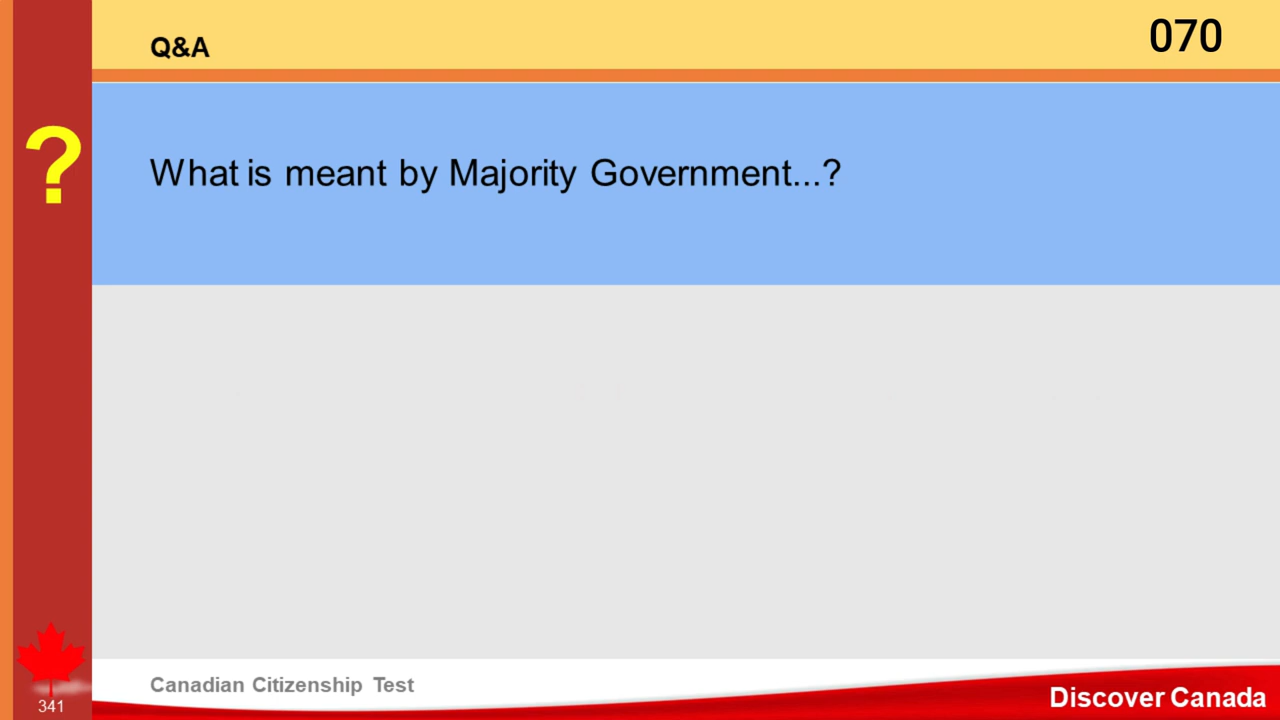 Q&A
070
?
What is meant by Majority Government...?
Canadian Citizenship Test
341
Discover Canada